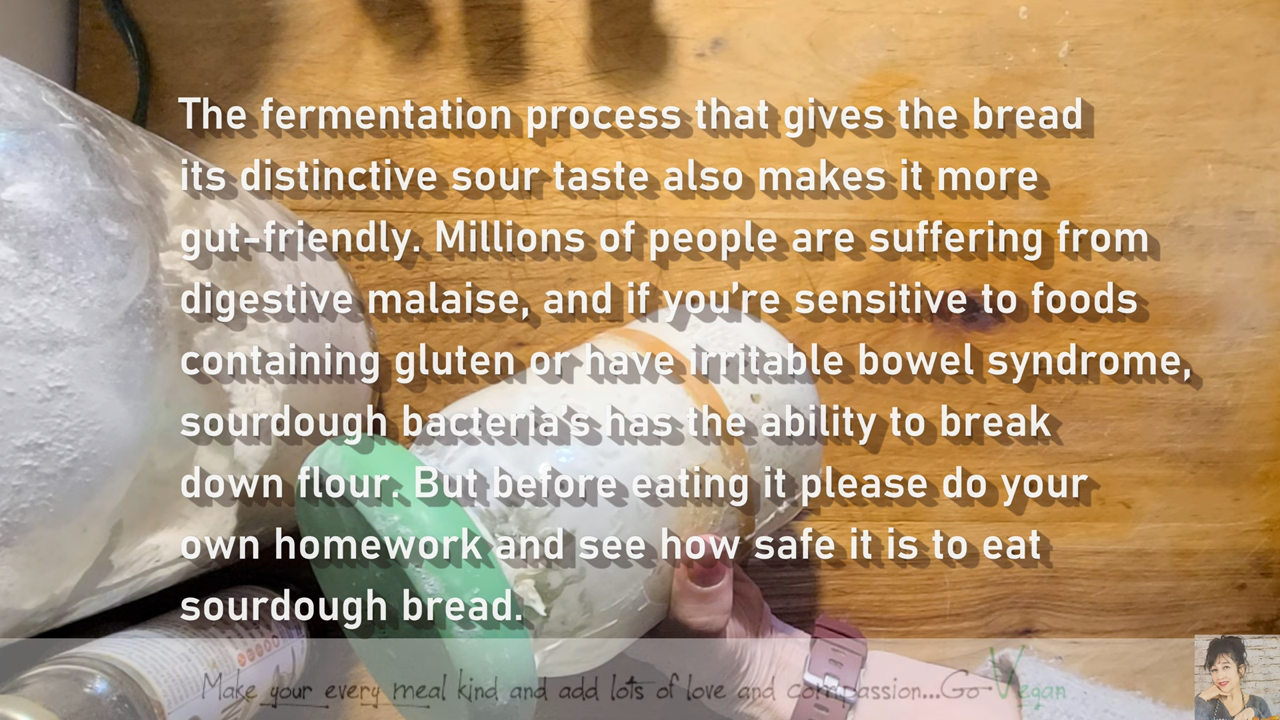 The fermentation process that gives the bread
its distinctive sour taste also makes it more
gut-friendly. Millions of people are suffering from
digestive malaise, and if you're sensitive to foods
containing gluten or have irritable bowel syndrome,
sourdough bacteria's has the ability to break
down flour. But before eating it please do your
own homework and see how safe it is to eat
sourdough bread.
Make your every meal kind and add lots of love and compassion...Go Vegan